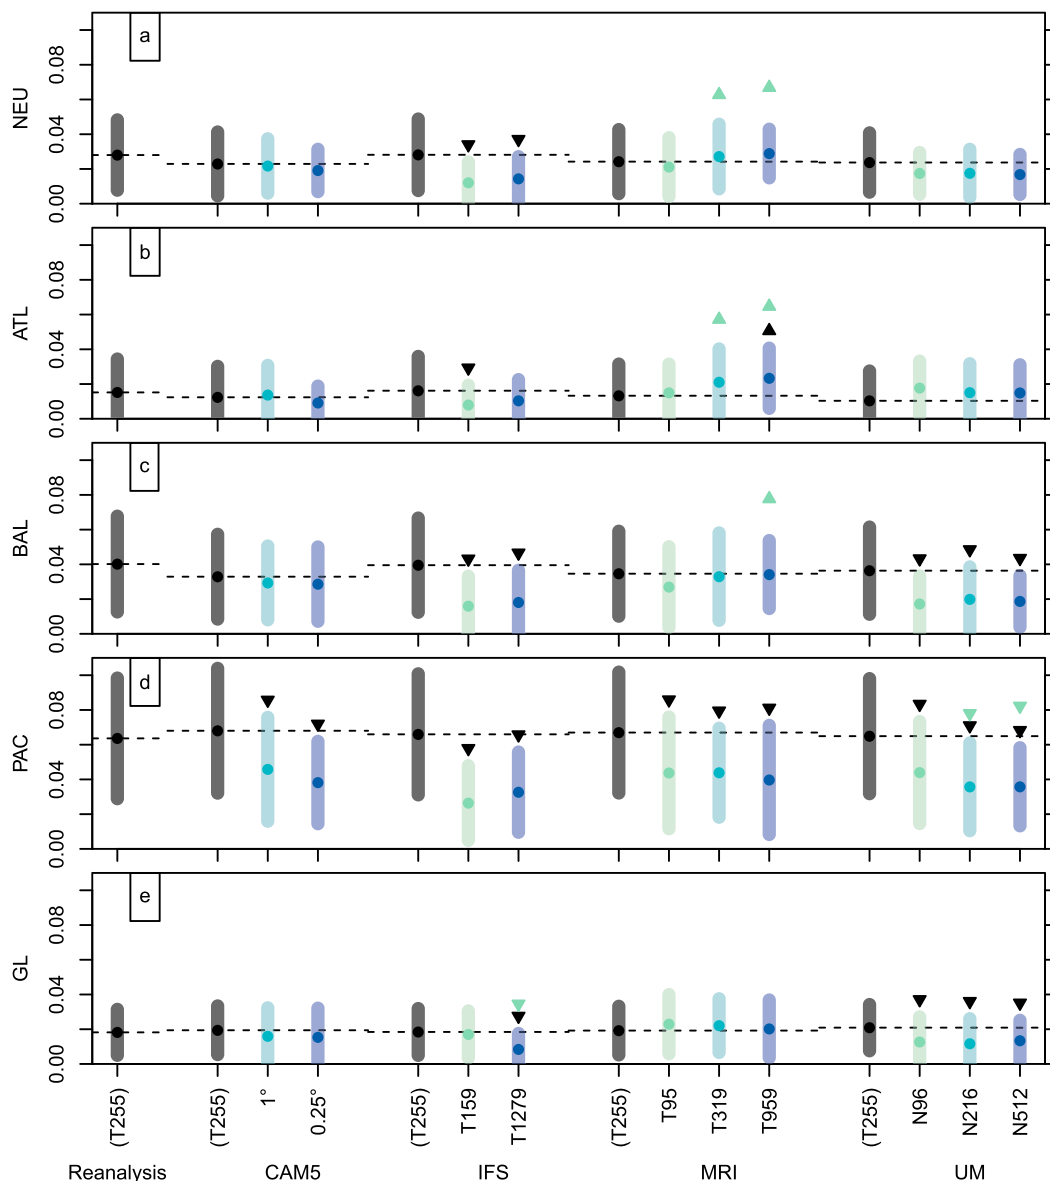 a
NEU
0.00 0.04 0.08
b
ATL
0.00 0.04 0.08
c
BAL
0.00 0.04 0.08
d
PAC
0.00 0.04 0.08
e
GL
0.00 0.04 0.08
(T255) (T255) 1° 0.25° (T255) T159 T1279 (T255) T95 T319 T959 (T255) N96 N216 N512
Reanalysis CAM5 IFS MRI UM